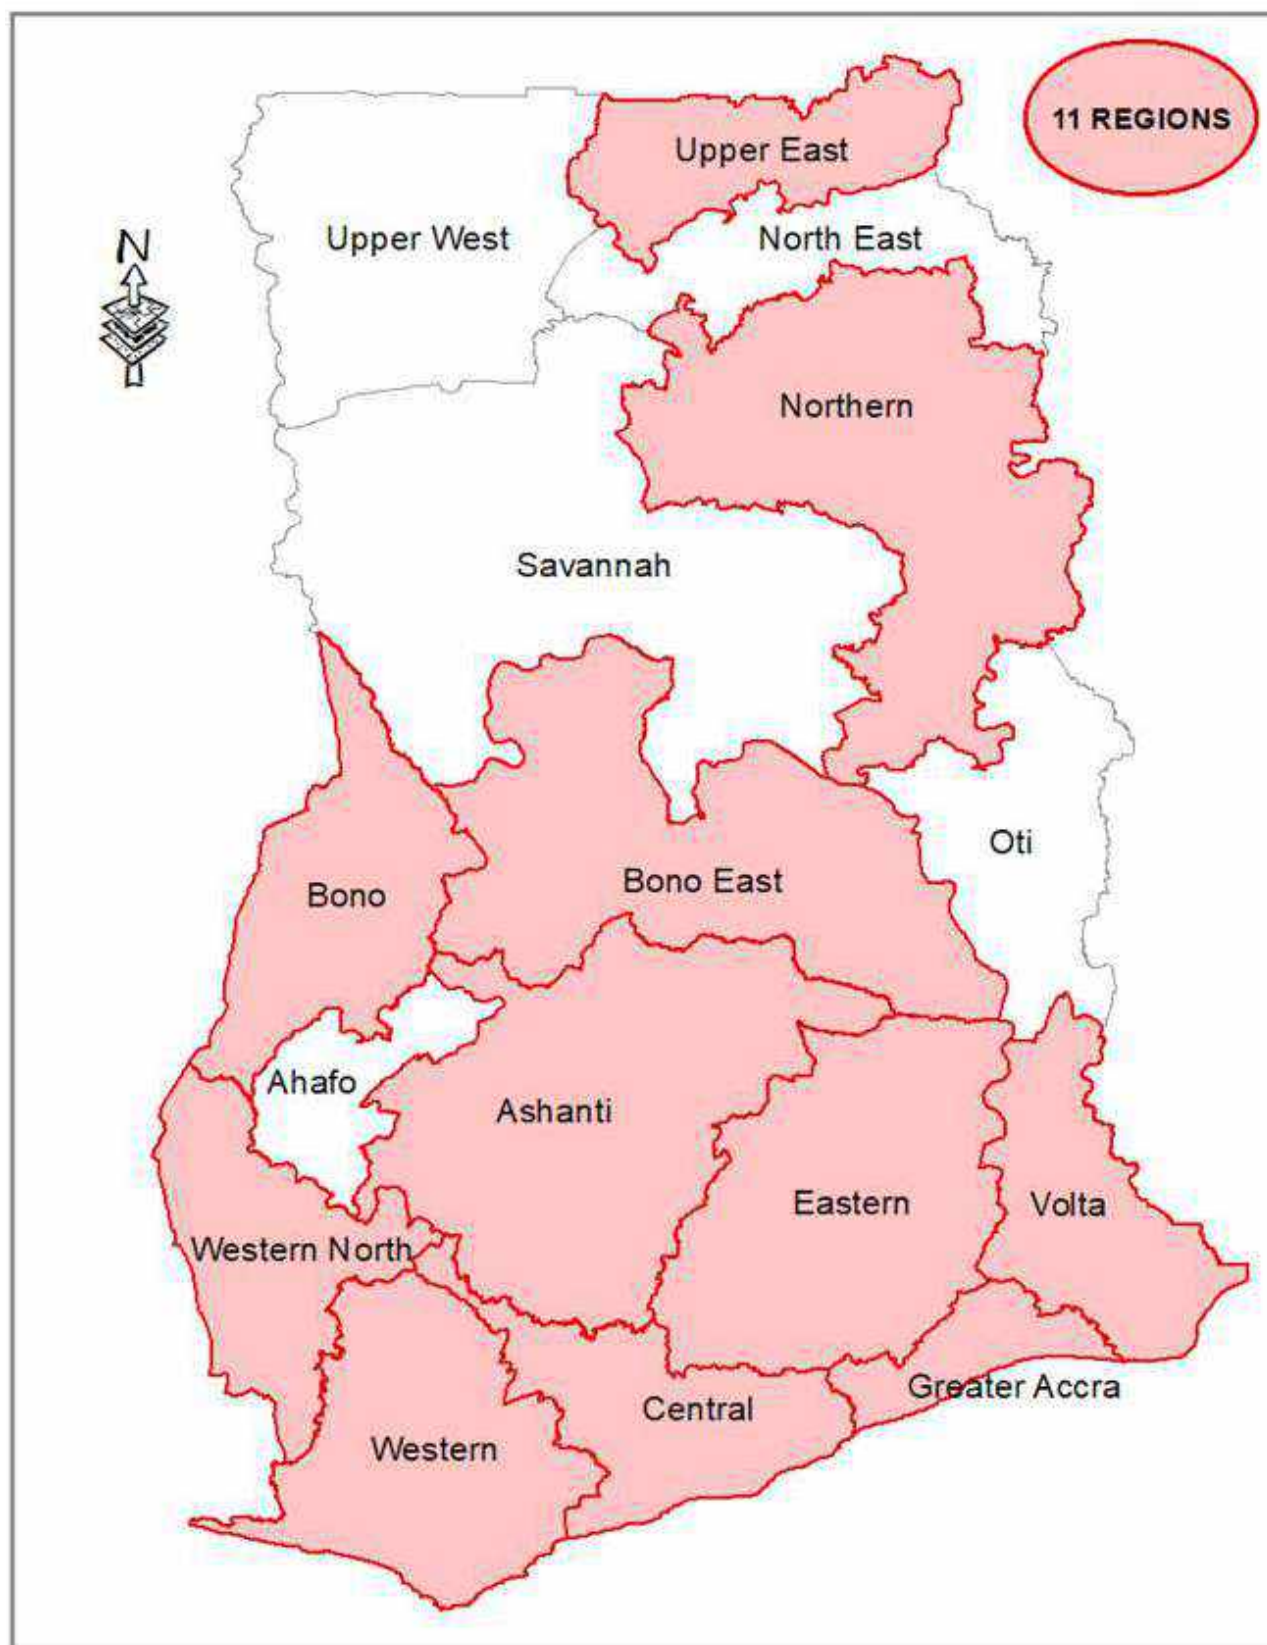 11 REGIONS
Upper East
Upper West
North East
N
Northern
Savannah
Oti
Bono East
Bono
Ahafo
Ashanti
Eastern
Volta
Western North
Greater Accra
Central
Western